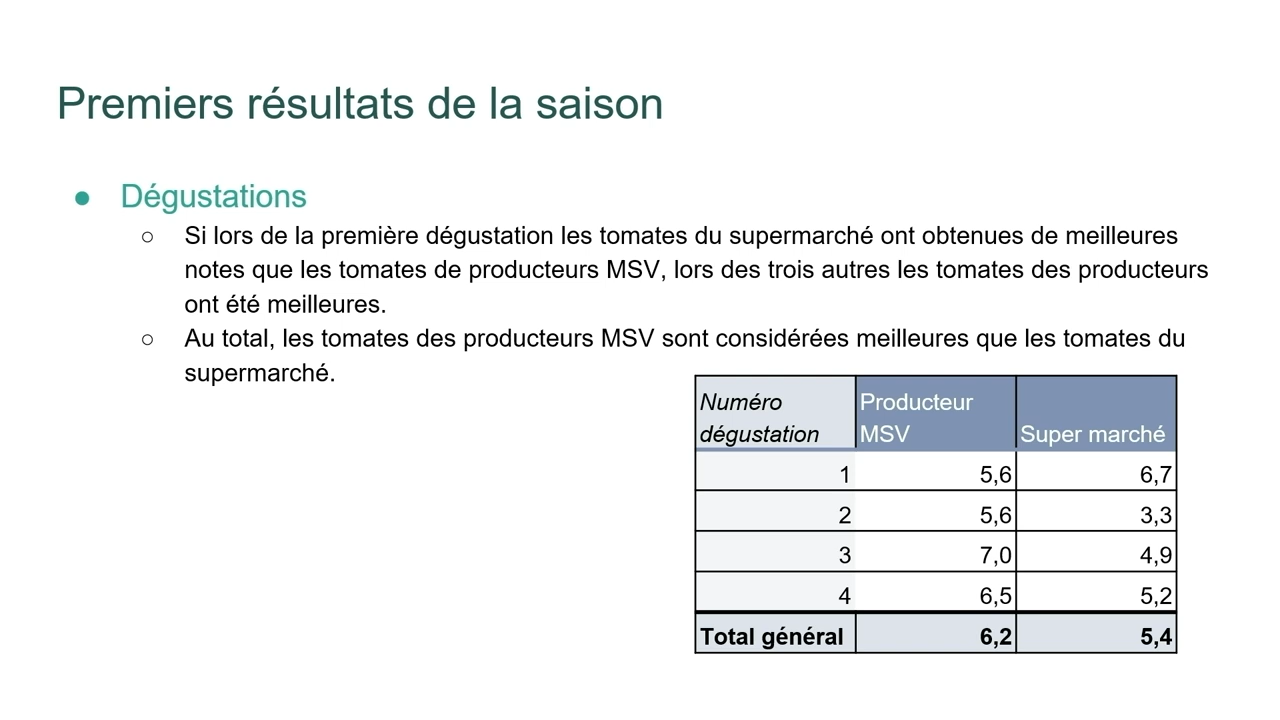 Premiers résultats de la saison
● Dégustations
○ Si lors de la première dégustation les tomates du supermarché ont obtenues de meilleures
notes que les tomates de producteurs MSV, lors des trois autres les tomates des producteurs
ont été meilleures.
○ Au total, les tomates des producteurs MSV sont considérées meilleures que les tomates du
supermarché.
Numéro dégustation Producteur MSV Super marché
1 5,6 6,7
2 5,6 3,3
3 7,0 4,9
4 6,5 5,2
Total général 6,2 5,4